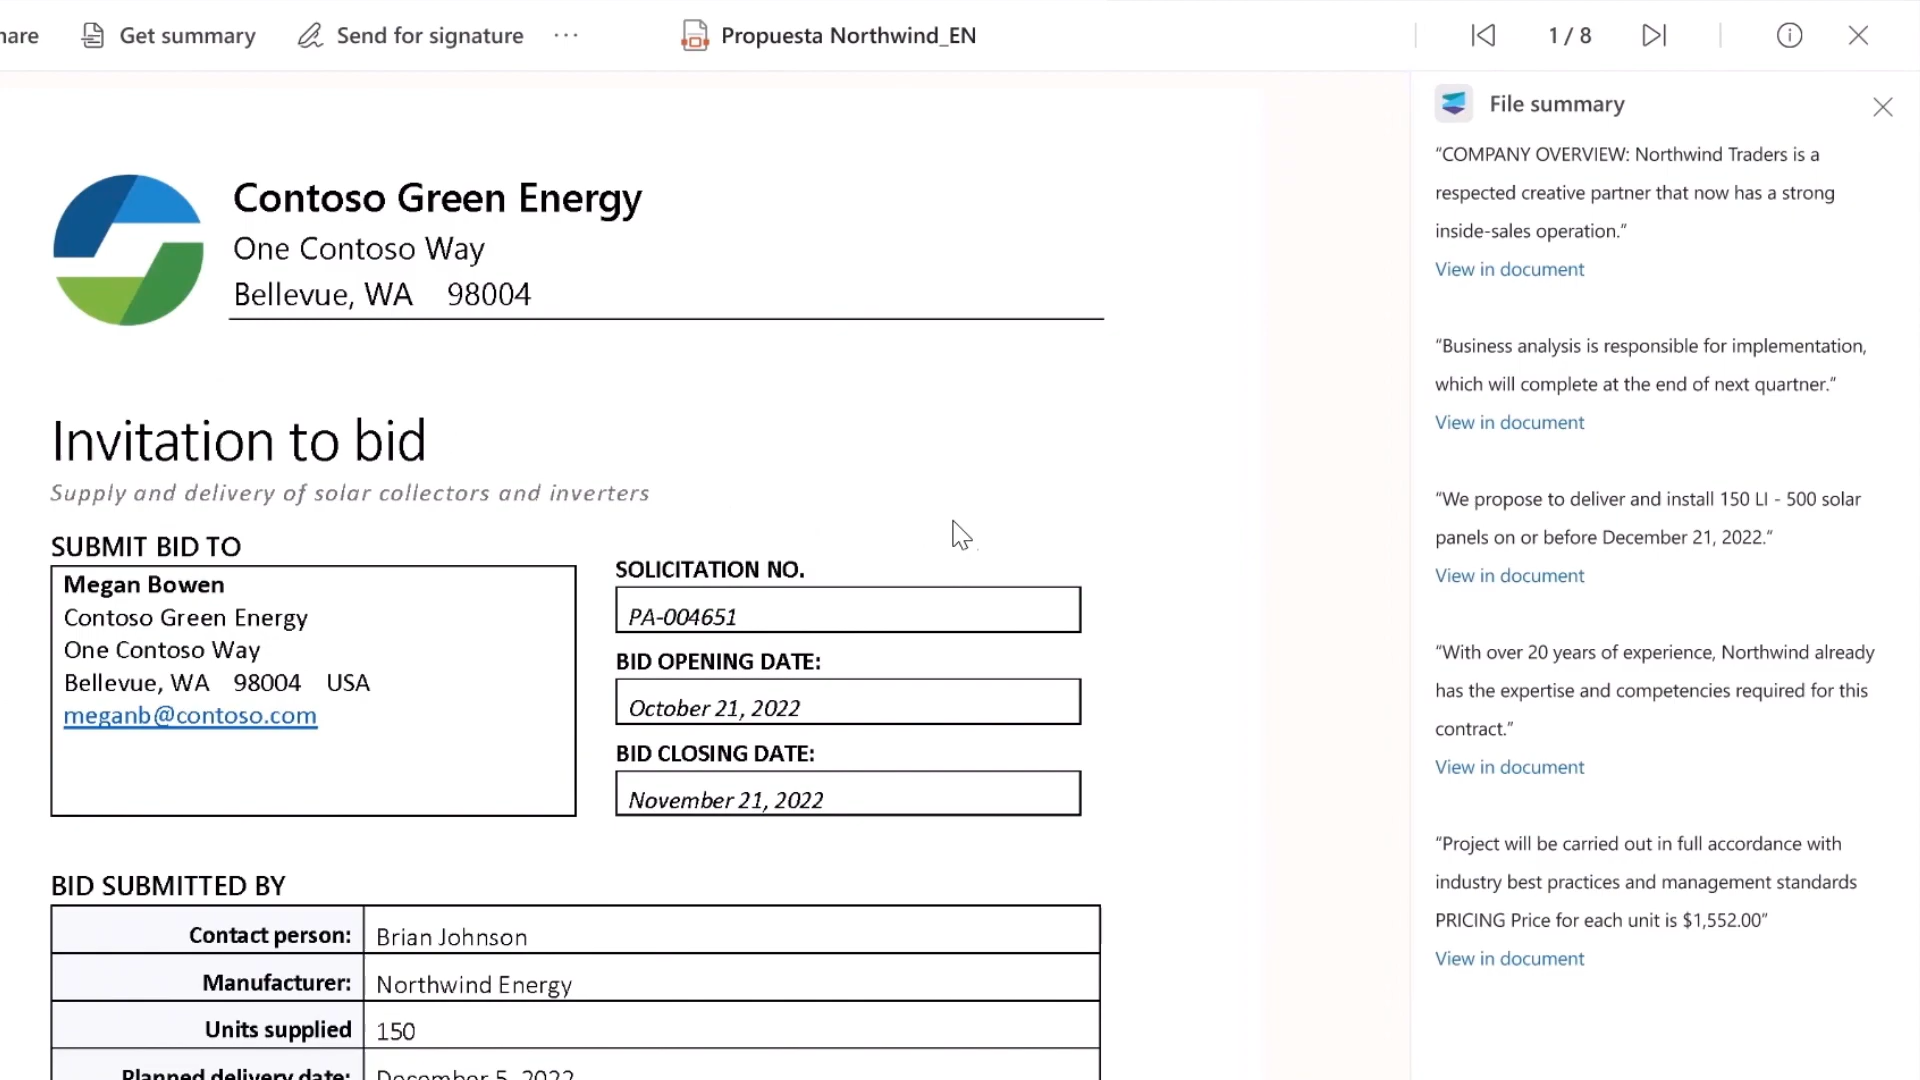 Get summary
Send for signature
Propuesta Northwind_EN
1 / 8
Contoso Green Energy
One Contoso Way
Bellevue, WA 98004
Invitation to bid
Supply and delivery of solar collectors and inverters
SUBMIT BID TO
Megan Bowen
Contoso Green Energy
One Contoso Way
Bellevue, WA 98004 USA
meganb@contoso.com
SOLICITATION NO.
PA-004651
BID OPENING DATE:
October 21, 2022
BID CLOSING DATE:
November 21, 2022
BID SUBMITTED BY
Contact person: Brian Johnson
Manufacturer: Northwind Energy
Units supplied 150
Planned delivery date: December 5, 2022
File summary
“COMPANY OVERVIEW: Northwind Traders is a
respected creative partner that now has a strong
inside-sales operation.”
View in document
“Business analysis is responsible for implementation,
which will complete at the end of next quartner.”
View in document
“We propose to deliver and install 150 LI - 500 solar
panels on or before December 21, 2022.”
View in document
“With over 20 years of experience, Northwind already
has the expertise and competencies required for this
contract.”
View in document
“Project will be carried out in full accordance with
industry best practices and management standards
PRICING Price for each unit is $1,552.00”
View in document